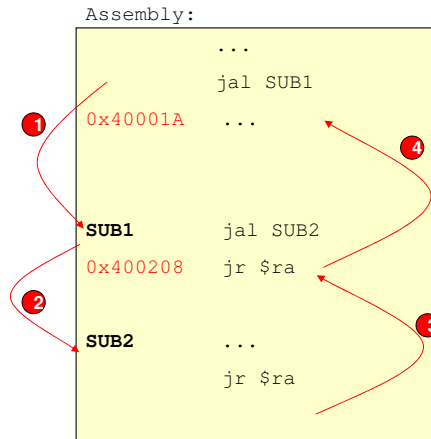 Assembly:
...
jal SUB1
1
0x40001A ...
4
SUB1 jal SUB2
0x400208 jr $ra
2
3
SUB2 ...
jr $ra